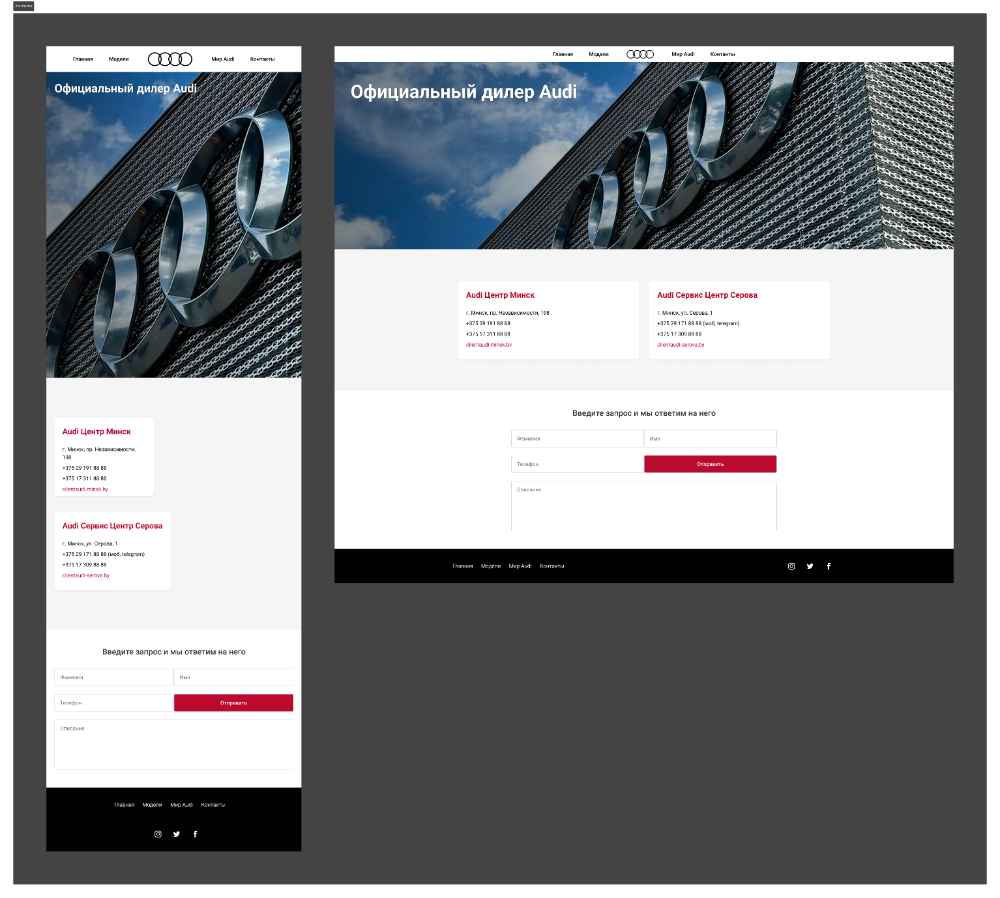 Контакты
Главная Модели Мир Audi Контакты
Официальный дилер Audi
Audi Центр Минск
г. Минск, пр. Независимости,
198
+375 29 191 88 88
+375 17 311 88 88
clientaudi-minsk.by
Audi Сервис Центр Серова
г. Минск, ул. Серова, 1
+375 29 171 88 88 (моб, telegram)
+375 17 309 88 88
clientaudi-serova.by
Введите запрос и мы ответим на него
Фамилия Имя
Телефон Отправить
Описание
Главная Модели Мир Audi Контакты
Главная Модели Мир Audi Контакты
Официальный дилер Audi
Audi Центр Минск
г. Минск, пр. Независимости, 198
+375 29 191 88 88
+375 17 311 88 88
clientaudi-minsk.by
Audi Сервис Центр Серова
г. Минск, ул. Серова, 1
+375 29 171 88 88 (моб, telegram)
+375 17 309 88 88
clientaudi-serova.by
Введите запрос и мы ответим на него
Фамилия Имя
Телефон Отправить
Описание
Главная Модели Мир Audi Контакты